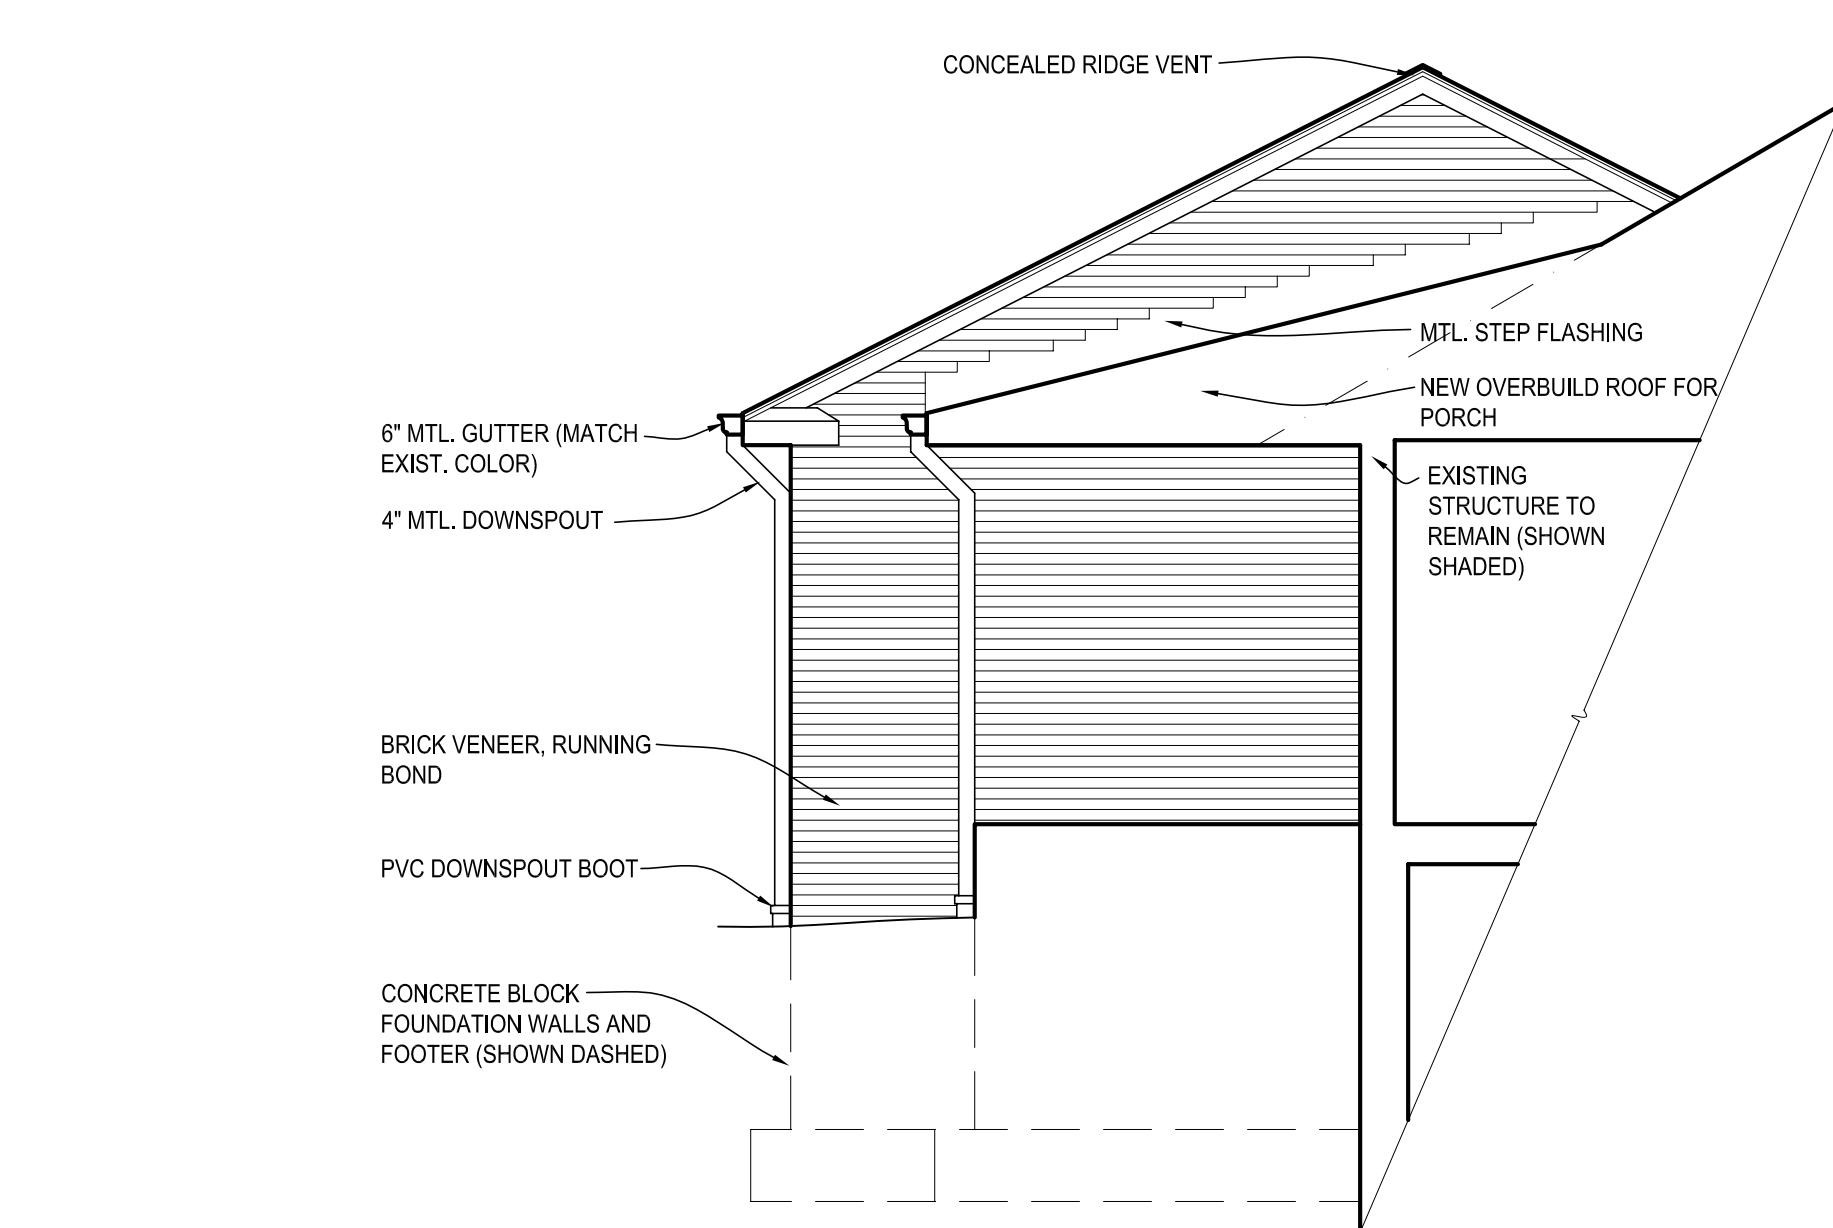 CONCEALED RIDGE VENT
MTL. STEP FLASHING
NEW OVERBUILD ROOF FOR
PORCH
6" MTL. GUTTER (MATCH
EXIST. COLOR)
4" MTL. DOWNSPOUT
EXISTING
STRUCTURE TO
REMAIN (SHOWN
SHADED)
BRICK VENEER, RUNNING
BOND
PVC DOWNSPOUT BOOT
CONCRETE BLOCK
FOUNDATION WALLS AND
FOOTER (SHOWN DASHED)